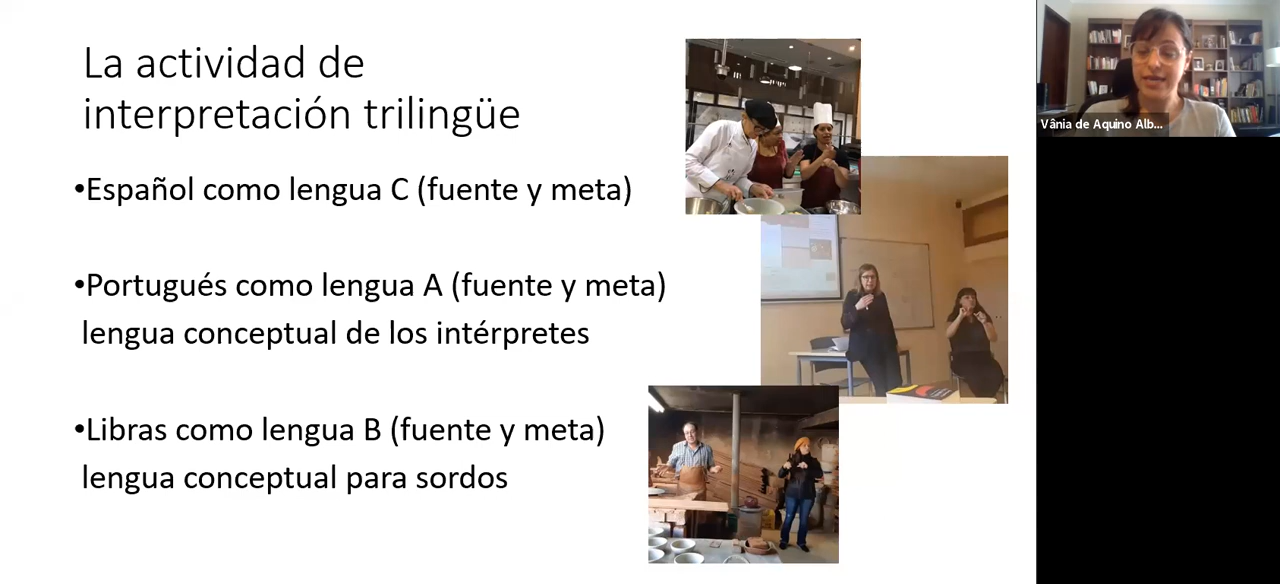 La actividad de
interpretación trilingüe
•Español como lengua C (fuente y meta)
•Portugués como lengua A (fuente y meta)
lengua conceptual de los intérpretes
•Libras como lengua B (fuente y meta)
lengua conceptual para sordos
Vânia de Aquino Alb...